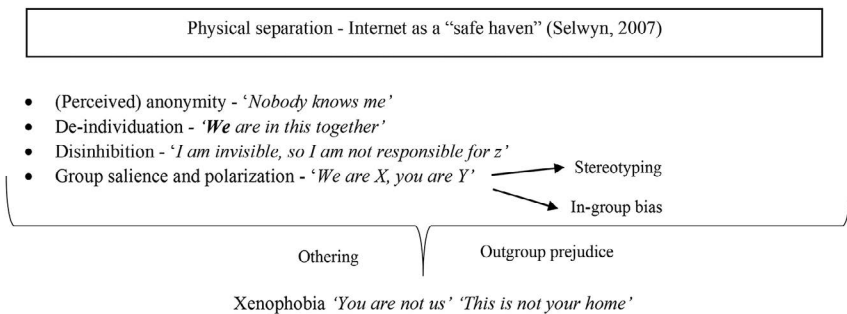 Physical separation - Internet as a “safe haven” (Selwyn, 2007)
• (Perceived) anonymity - ‘Nobody knows me’
• De-individuation - ‘We are in this together’
• Disinhibition - ‘I am invisible, so I am not responsible for z’
• Group salience and polarization - ‘We are X, you are Y’
Stereotyping
In-group bias
Othering
Outgroup prejudice
Xenophobia ‘You are not us’ ‘This is not your home’